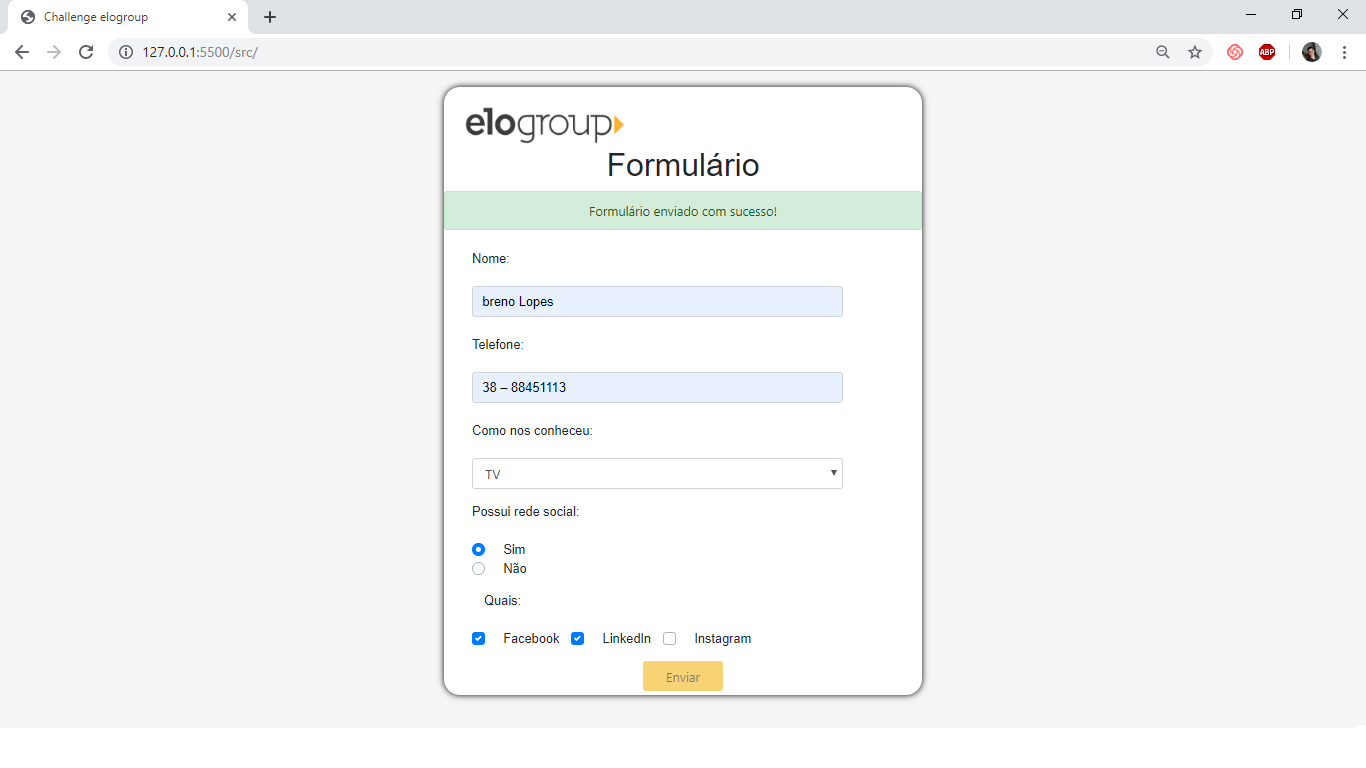 Challenge elogroup
127.0.0.1:5500/src/
ABP
elogroup
Formulário
Formulário enviado com sucesso!
Nome:
breno Lopes
Telefone:
38 – 88451113
Como nos conheceu:
TV
Possui rede social:
Sim
Não
Quais:
Facebook LinkedIn Instagram
Enviar